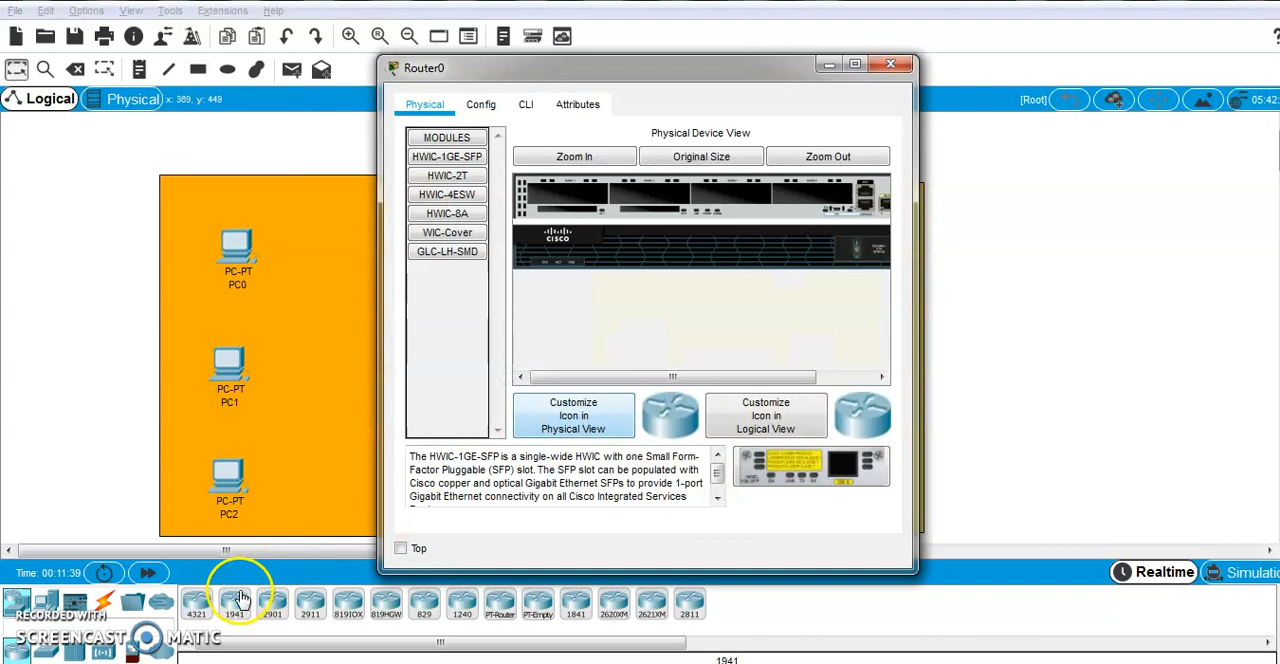 File Edit Options View Tools Extensions Help
Logical Physical x: 369, y: 449 [Root] 05:42:
Router0
Physical Config CLI Attributes
MODULES
HWIC-1GE-SFP
HWIC-2T
HWIC-4ESW
HWIC-8A
WIC-Cover
GLC-LH-SMD
Physical Device View
Zoom In Original Size Zoom Out
CISCO
Customize
Icon in
Physical View
Customize
Icon in
Logical View
The HWIC-1GE-SFP is a single-wide HWIC with one Small Form-
Factor Pluggable (SFP) slot. The SFP slot can be populated with
Cisco copper and optical Gigabit Ethernet SFPs to provide 1-port
Gigabit Ethernet connectivity on all Cisco Integrated Services
Top
PC-PT
PC0
PC-PT
PC1
PC-PT
PC2
Time: 00:11:39 Realtime Simulatio
4321 1941 2901 2911 819IOX 819HGW 829 1240 PT-Router PT-Empty 1841 2620XM 2621XM 2811
RECORDED WITH
SCREENCAST MATIC
1941